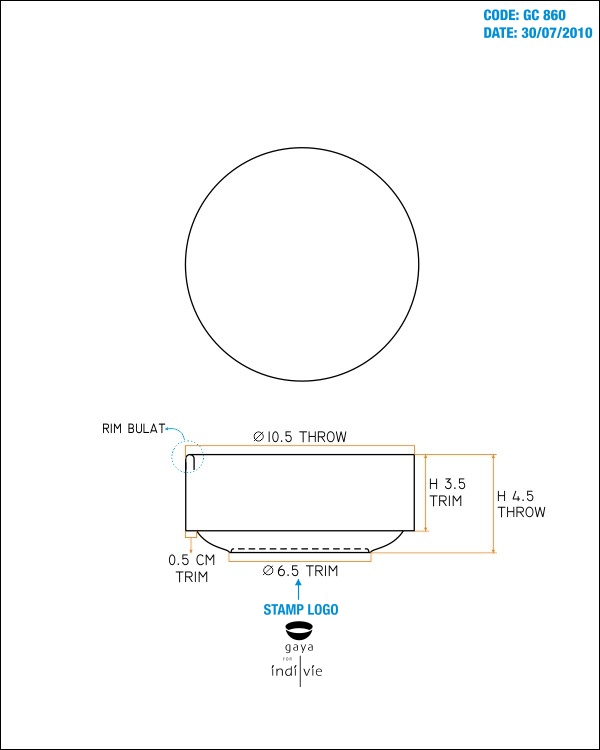 CODE: GC 860
DATE: 30/07/2010
RIM BULAT
Ø10.5 THROW
H 3.5
TRIM
H 4.5
THROW
0.5 CM
TRIM
Ø 6.5 TRIM
STAMP LOGO
gaya
FOR
indi vie